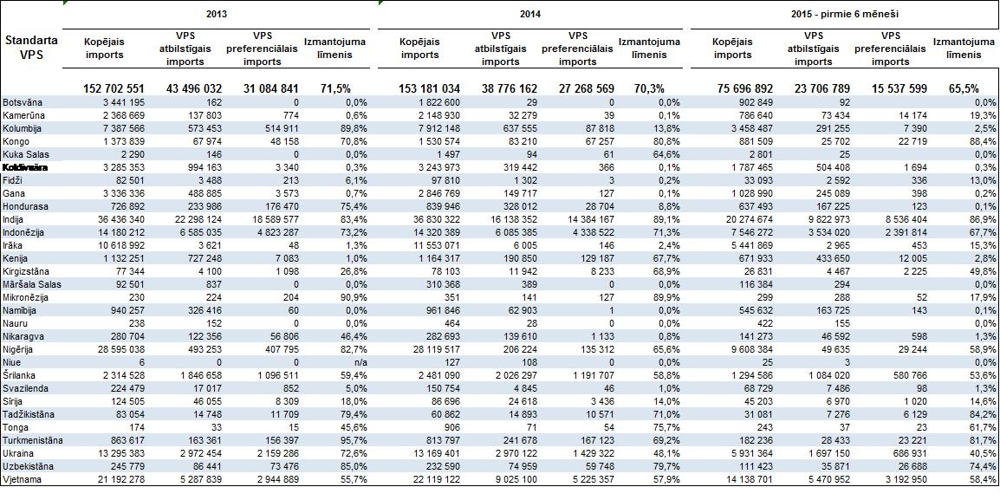 2013 2014 2015 - pirmie 6 mēneši
Standarta VPS Kopējais imports VPS atbilstīgais imports VPS preferenciālais imports Izmantojuma līmenis Kopējais imports VPS atbilstīgais imports VPS preferenciālais imports Izmantojuma līmenis Kopējais imports VPS atbilstīgais imports VPS preferenciālais imports Izmantojuma līmenis
152 702 551 43 496 032 31 084 841 71,5% 153 181 034 38 776 162 27 268 569 70,3% 75 696 892 23 706 789 15 537 599 65,5%
Botsvāna 3 441 195 162 0 0,0% 1 822 600 29 0 0,0% 902 849 92 0,0%
Kamerūna 2 368 669 137 803 774 0,6% 2 148 930 32 279 39 0,1% 786 640 73 434 14 174 19,3%
Kolumbija 7 387 566 573 453 514 911 89,8% 7 912 148 637 555 87 818 13,8% 3 458 487 291 255 7 390 2,5%
Kongo 1 373 839 67 974 48 158 70,8% 1 530 574 83 210 67 257 80,8% 881 509 25 702 22 719 88,4%
Kuka Salas 2 290 146 0 0,0% 1 497 94 61 64,6% 2 801 25 0,0%
Kotdivuāra 3 285 353 994 163 3 340 0,3% 3 243 973 319 442 366 0,1% 1 787 465 504 408 1 694 0,3%
Fidži 82 501 3 488 213 6,1% 97 810 1 302 3 0,2% 33 093 2 592 336 13,0%
Gana 3 336 336 488 885 3 573 0,7% 2 846 769 149 717 127 0,1% 1 028 990 245 089 398 0,2%
Hondurasa 726 892 233 986 176 470 75,4% 839 946 328 012 28 704 8,8% 637 493 167 225 123 0,1%
Indija 36 436 340 22 298 124 18 589 577 83,4% 36 830 322 16 138 352 14 384 167 89,1% 20 274 674 9 822 973 8 536 404 86,9%
Indonēzija 14 180 212 6 585 035 4 823 287 73,2% 14 320 389 6 085 385 4 338 522 71,3% 7 546 272 3 534 020 2 391 814 67,7%
Irāka 10 618 992 3 621 48 1,3% 11 553 071 6 005 146 2,4% 5 441 869 2 965 453 15,3%
Kenija 1 132 251 727 248 7 083 1,0% 1 164 317 190 850 129 187 67,7% 671 933 433 650 12 005 2,8%
Kirgizstāna 77 344 4 100 1 098 26,8% 78 103 11 942 8 233 68,9% 26 831 4 467 2 225 49,8%
Māršala Salas 92 501 837 0 0,0% 310 368 389 0 0,0% 116 384 294 0,0%
Mikronēzija 230 224 204 90,9% 351 141 127 89,9% 299 288 52 17,9%
Namībija 940 257 326 416 60 0,0% 961 846 62 903 1 0,0% 545 632 163 725 143 0,1%
Nauru 238 152 0 0,0% 464 28 0 0,0% 422 155 0,0%
Nikaragva 280 704 122 356 56 806 46,4% 282 693 139 610 1 133 0,8% 141 273 46 592 598 1,3%
Nigērija 28 595 038 493 253 407 795 82,7% 28 119 517 206 224 135 312 65,6% 9 608 384 49 635 29 244 58,9%
Niue 6 0 0 n/a 127 108 0 0,0% 25 3 0,0%
Šrilanka 2 314 528 1 846 658 1 096 511 59,4% 2 481 090 2 026 297 1 191 707 58,8% 1 294 586 1 084 020 580 766 53,6%
Svazilenda 224 479 17 017 852 5,0% 150 754 4 845 46 1,0% 68 729 7 486 98 1,3%
Sīrija 124 505 46 055 8 309 18,0% 86 696 24 618 3 436 14,0% 45 203 6 970 1 020 14,6%
Tadžikistāna 83 054 14 748 11 709 79,4% 60 862 14 893 10 571 71,0% 31 081 7 276 6 129 84,2%
Tonga 174 33 15 45,6% 906 71 54 75,7% 243 37 23 61,7%
Turkmenistāna 863 617 163 361 156 397 95,7% 813 797 241 678 167 123 69,2% 182 236 28 433 23 221 81,7%
Ukraina 13 295 383 2 972 454 2 159 286 72,6% 13 169 401 2 970 122 1 429 322 48,1% 5 931 364 1 697 150 686 931 40,5%
Uzbekistāna 245 779 86 441 73 476 85,0% 232 590 74 959 59 748 79,7% 111 423 35 871 26 688 74,4%
Vjetnama 21 192 278 5 287 839 2 944 889 55,7% 22 119 122 9 025 100 5 225 357 57,9% 14 138 701 5 470 952 3 192 950 58,4%